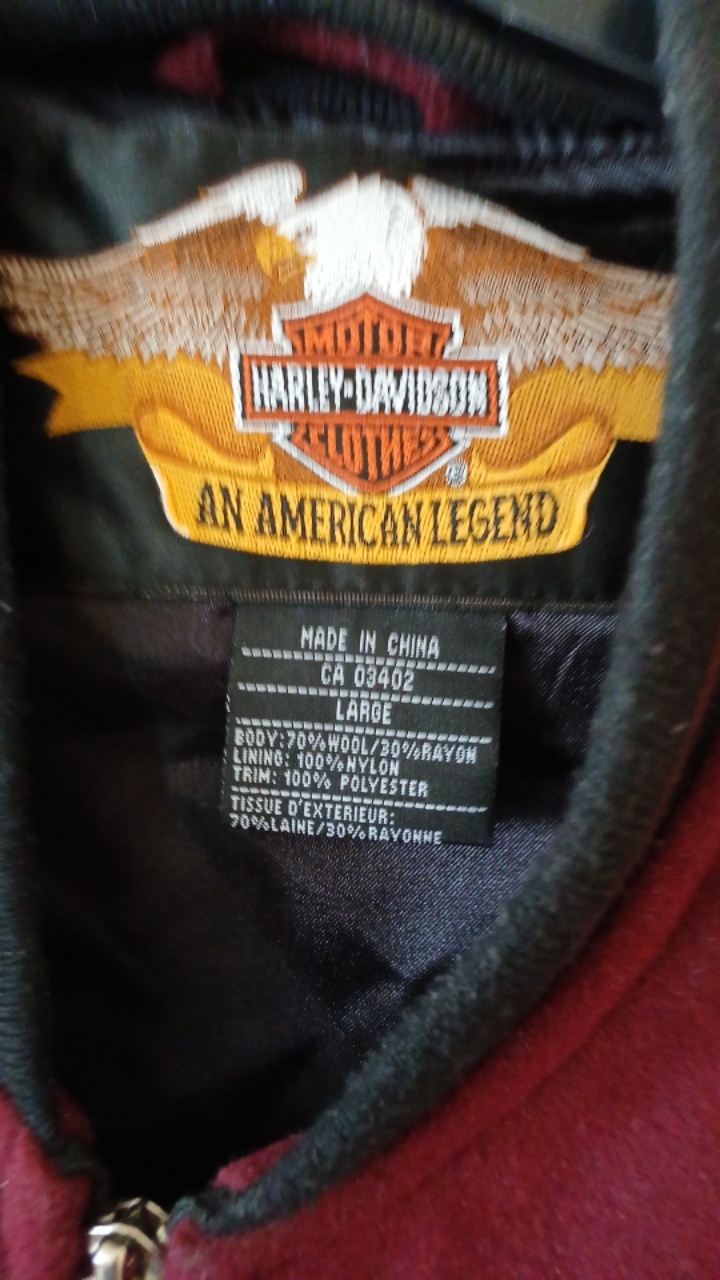 MOTOR
HARLEY-DAVIDSON
CLOTHES
®
AN AMERICAN LEGEND
MADE IN CHINA
CA 03402
LARGE
BODY:70%WOOL/30%RAYON
LINING: 100%NYLON
TRIM: 100% POLYESTER
TISSUE D'EXTERIEUR:
70%LAINE/30%RAYONNE